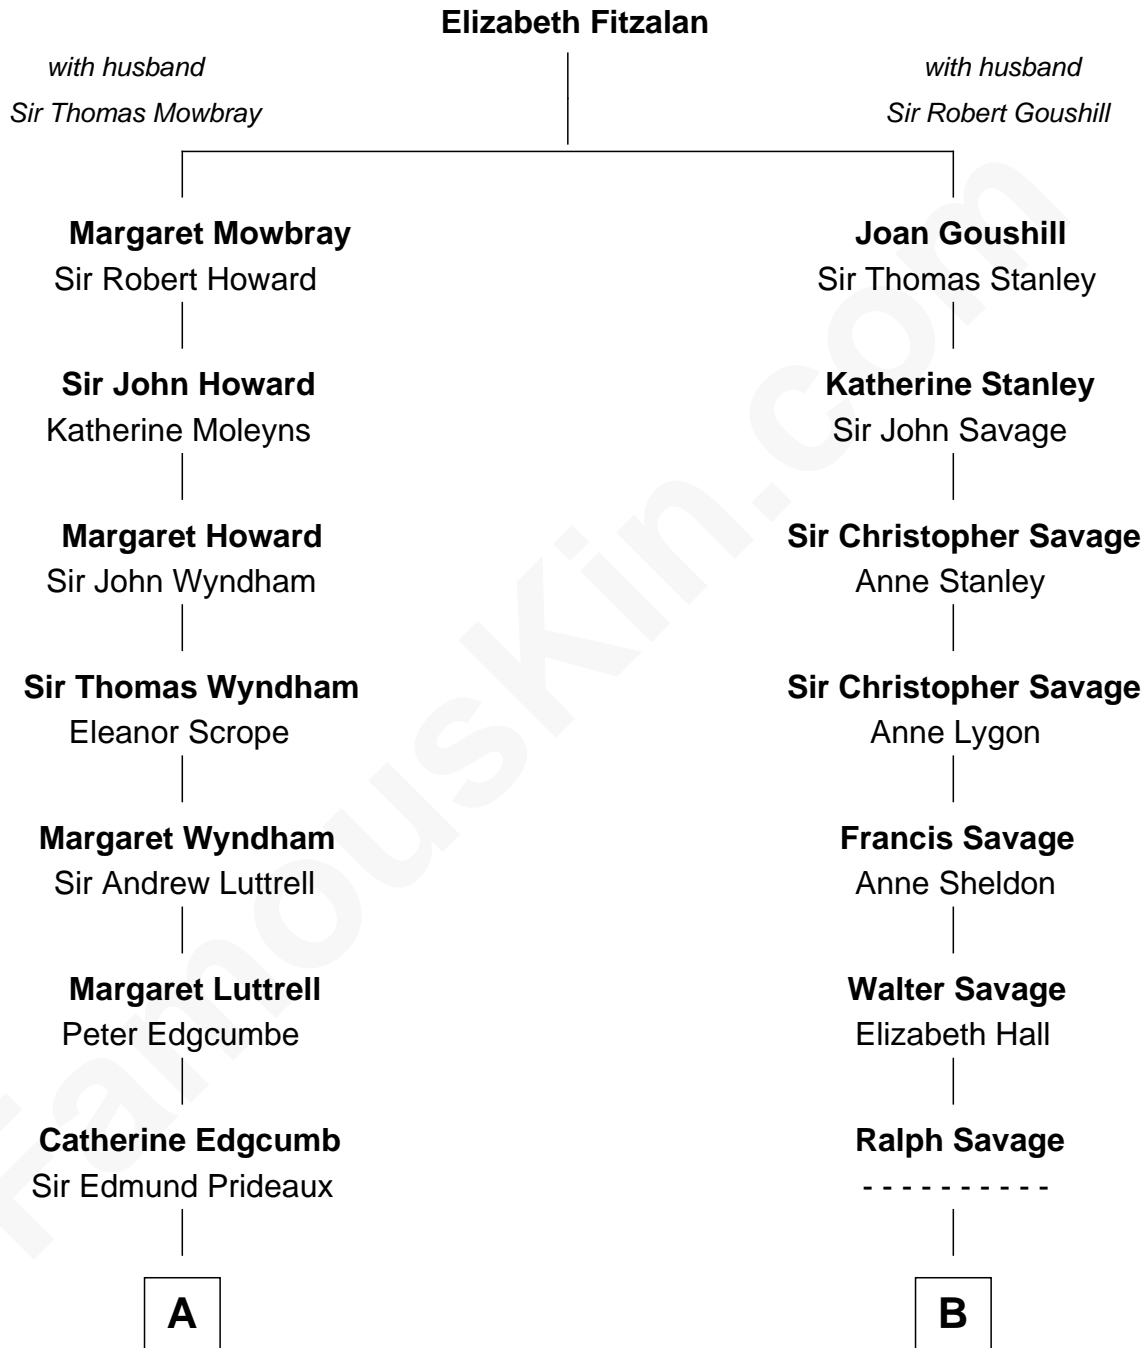 Elizabeth Fitzalan
with husband
Sir Thomas Mowbray
with husband
Sir Robert Goushill
Margaret Mowbray
Sir Robert Howard
Joan Goushill
Sir Thomas Stanley
Sir John Howard
Katherine Moleyns
Katherine Stanley
Sir John Savage
Margaret Howard
Sir John Wyndham
Sir Christopher Savage
Anne Stanley
Sir Thomas Wyndham
Eleanor Scrope
Sir Christopher Savage
Anne Lygon
Margaret Wyndham
Sir Andrew Luttrell
Francis Savage
Anne Sheldon
Margaret Luttrell
Peter Edgcumbe
Walter Savage
Elizabeth Hall
Catherine Edgcumb
Sir Edmund Prideaux
Ralph Savage
- - - - - - - - - -
A
B
FamousKin.com